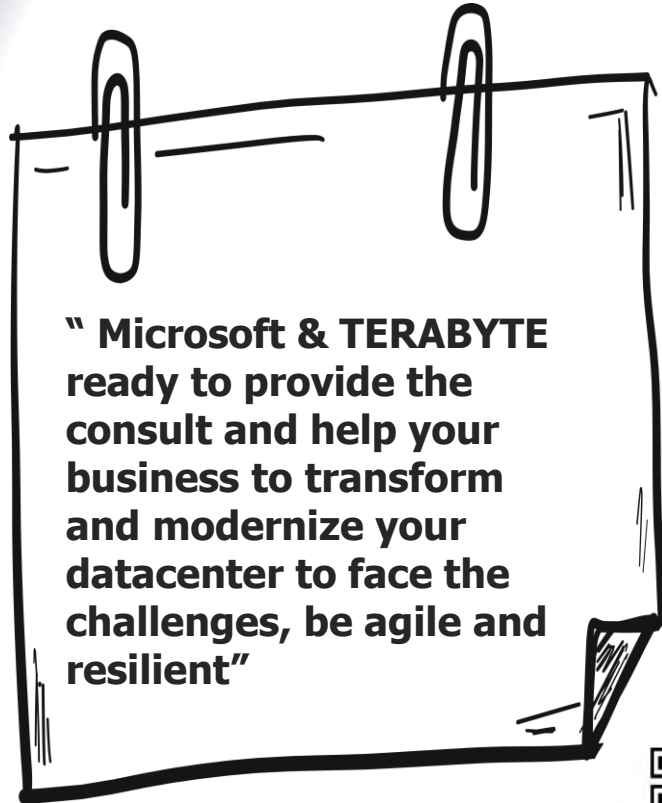 “ Microsoft & TERABYTE
ready to provide the
consult and help your
business to transform
and modernize your
datacenter to face the
challenges, be agile and
resilient”